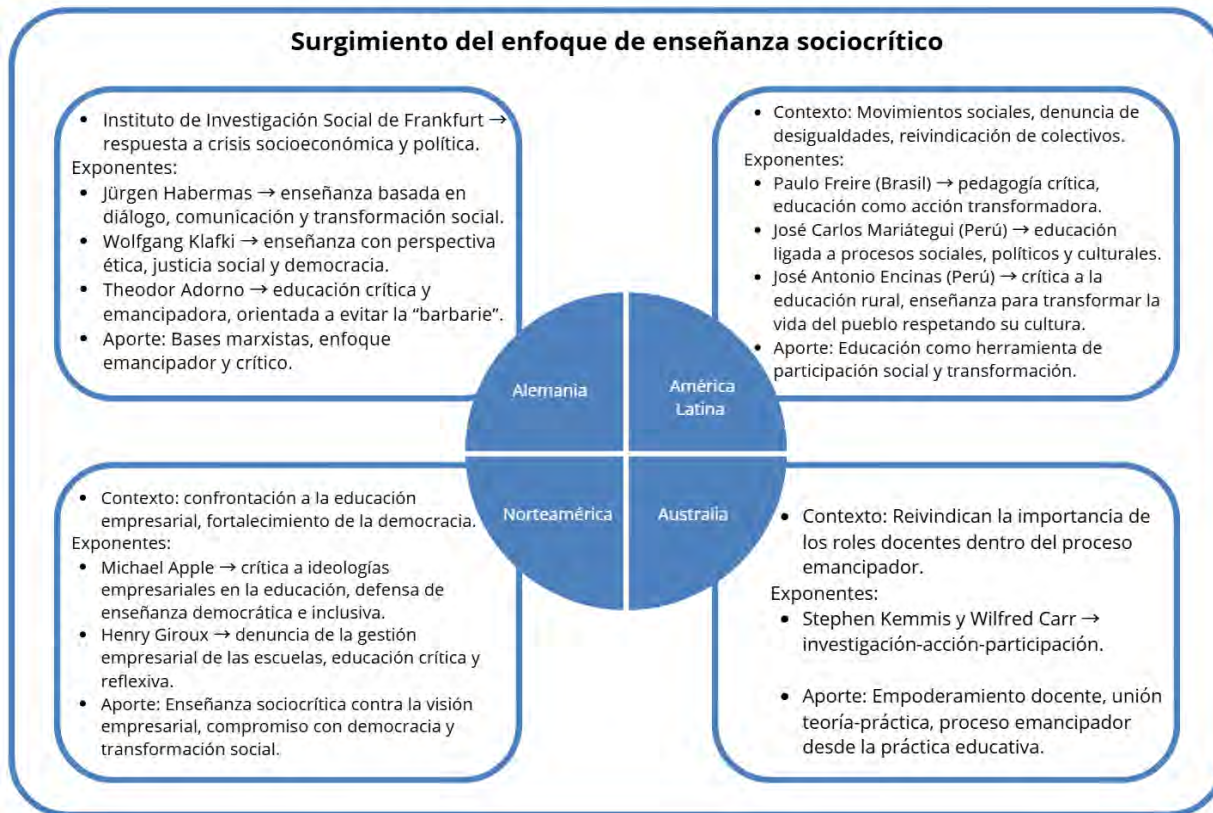 Surgimiento del enfoque de enseñanza sociocrítico
• Instituto de Investigación Social de Frankfurt →
respuesta a crisis socioeconómica y política.
Exponentes:
• Jürgen Habermas → enseñanza basada en
diálogo, comunicación y transformación social.
• Wolfgang Klafki → enseñanza con perspectiva
ética, justicia social y democracia.
• Theodor Adorno → educación crítica y
emancipadora, orientada a evitar la “barbarie”.
• Aporte: Bases marxistas, enfoque
emancipador y crítico.
• Contexto: Movimientos sociales, denuncia de
desigualdades, reivindicación de colectivos.
Exponentes:
• Paulo Freire (Brasil) → pedagogía crítica,
educación como acción transformadora.
• José Carlos Mariátegui (Perú) → educación
ligada a procesos sociales, políticos y culturales.
• José Antonio Encinas (Perú) → crítica a la
educación rural, enseñanza para transformar la
vida del pueblo respetando su cultura.
• Aporte: Educación como herramienta de
participación social y transformación.
Alemania
América
Latina
Norteamérica
Australia
• Contexto: confrontación a la educación
empresarial, fortalecimiento de la democracia.
Exponentes:
• Michael Apple → crítica a ideologías
empresariales en la educación, defensa de
enseñanza democrática e inclusiva.
• Henry Giroux → denuncia de la gestión
empresarial de las escuelas, educación crítica y
reflexiva.
• Aporte: Enseñanza sociocrítica contra la visión
empresarial, compromiso con democracia y
transformación social.
• Contexto: Reivindican la importancia de
los roles docentes dentro del proceso
emancipador.
Exponentes:
• Stephen Kemmis y Wilfred Carr →
investigación-acción-participación.
• Aporte: Empoderamiento docente, unión
teoría-práctica, proceso emancipador
desde la práctica educativa.